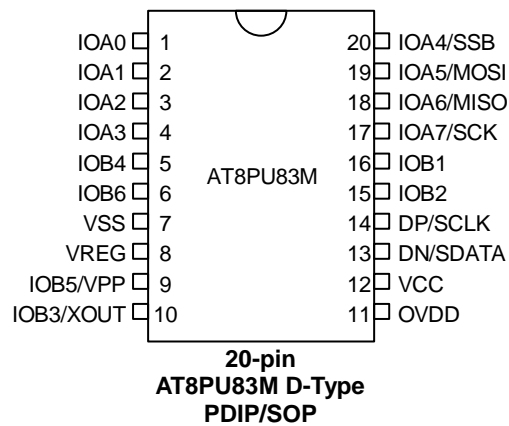 IOA0 1 20 IOA4/SSB
IOA1 2 19 IOA5/MOSI
IOA2 3 18 IOA6/MISO
IOA3 4 17 IOA7/SCK
IOB4 5 16 IOB1
AT8PU83M
IOB6 6 15 IOB2
VSS 7 14 DP/SCLK
VREG 8 13 DN/SDATA
IOB5/VPP 9 12 VCC
IOB3/XOUT 10 11 OVDD
20-pin
AT8PU83M D-Type
PDIP/SOP